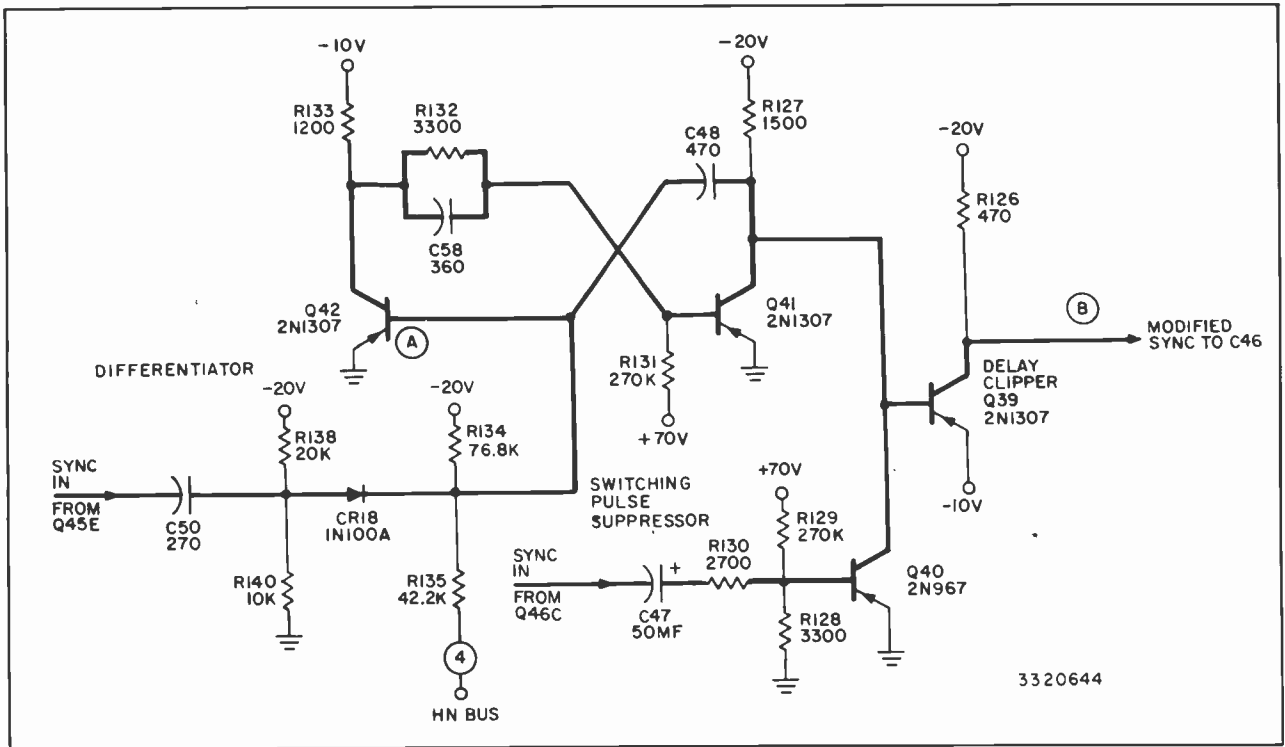 -10V
R133
1200
R132
3300
C58
360
Q42
2N1307
A
-20V
R127
1500
C48
470
Q41
2N1307
R131
270K
+70V
-20V
R126
470
B
MODIFIED
SYNC TO C46
DELAY
CLIPPER
Q39
2N1307
-10V
DIFFERENTIATOR
-20V
R138
20K
-20V
R134
76.8K
SYNC
IN
FROM
Q45E
C50
270
CR18
1N100A
R140
10K
R135
42.2K
4
HN BUS
SWITCHING
PULSE
SUPPRESSOR
SYNC
IN
FROM
Q46C
C47
50MF
+
R130
2700
+70V
R129
270K
R128
3300
Q40
2N967
3320644